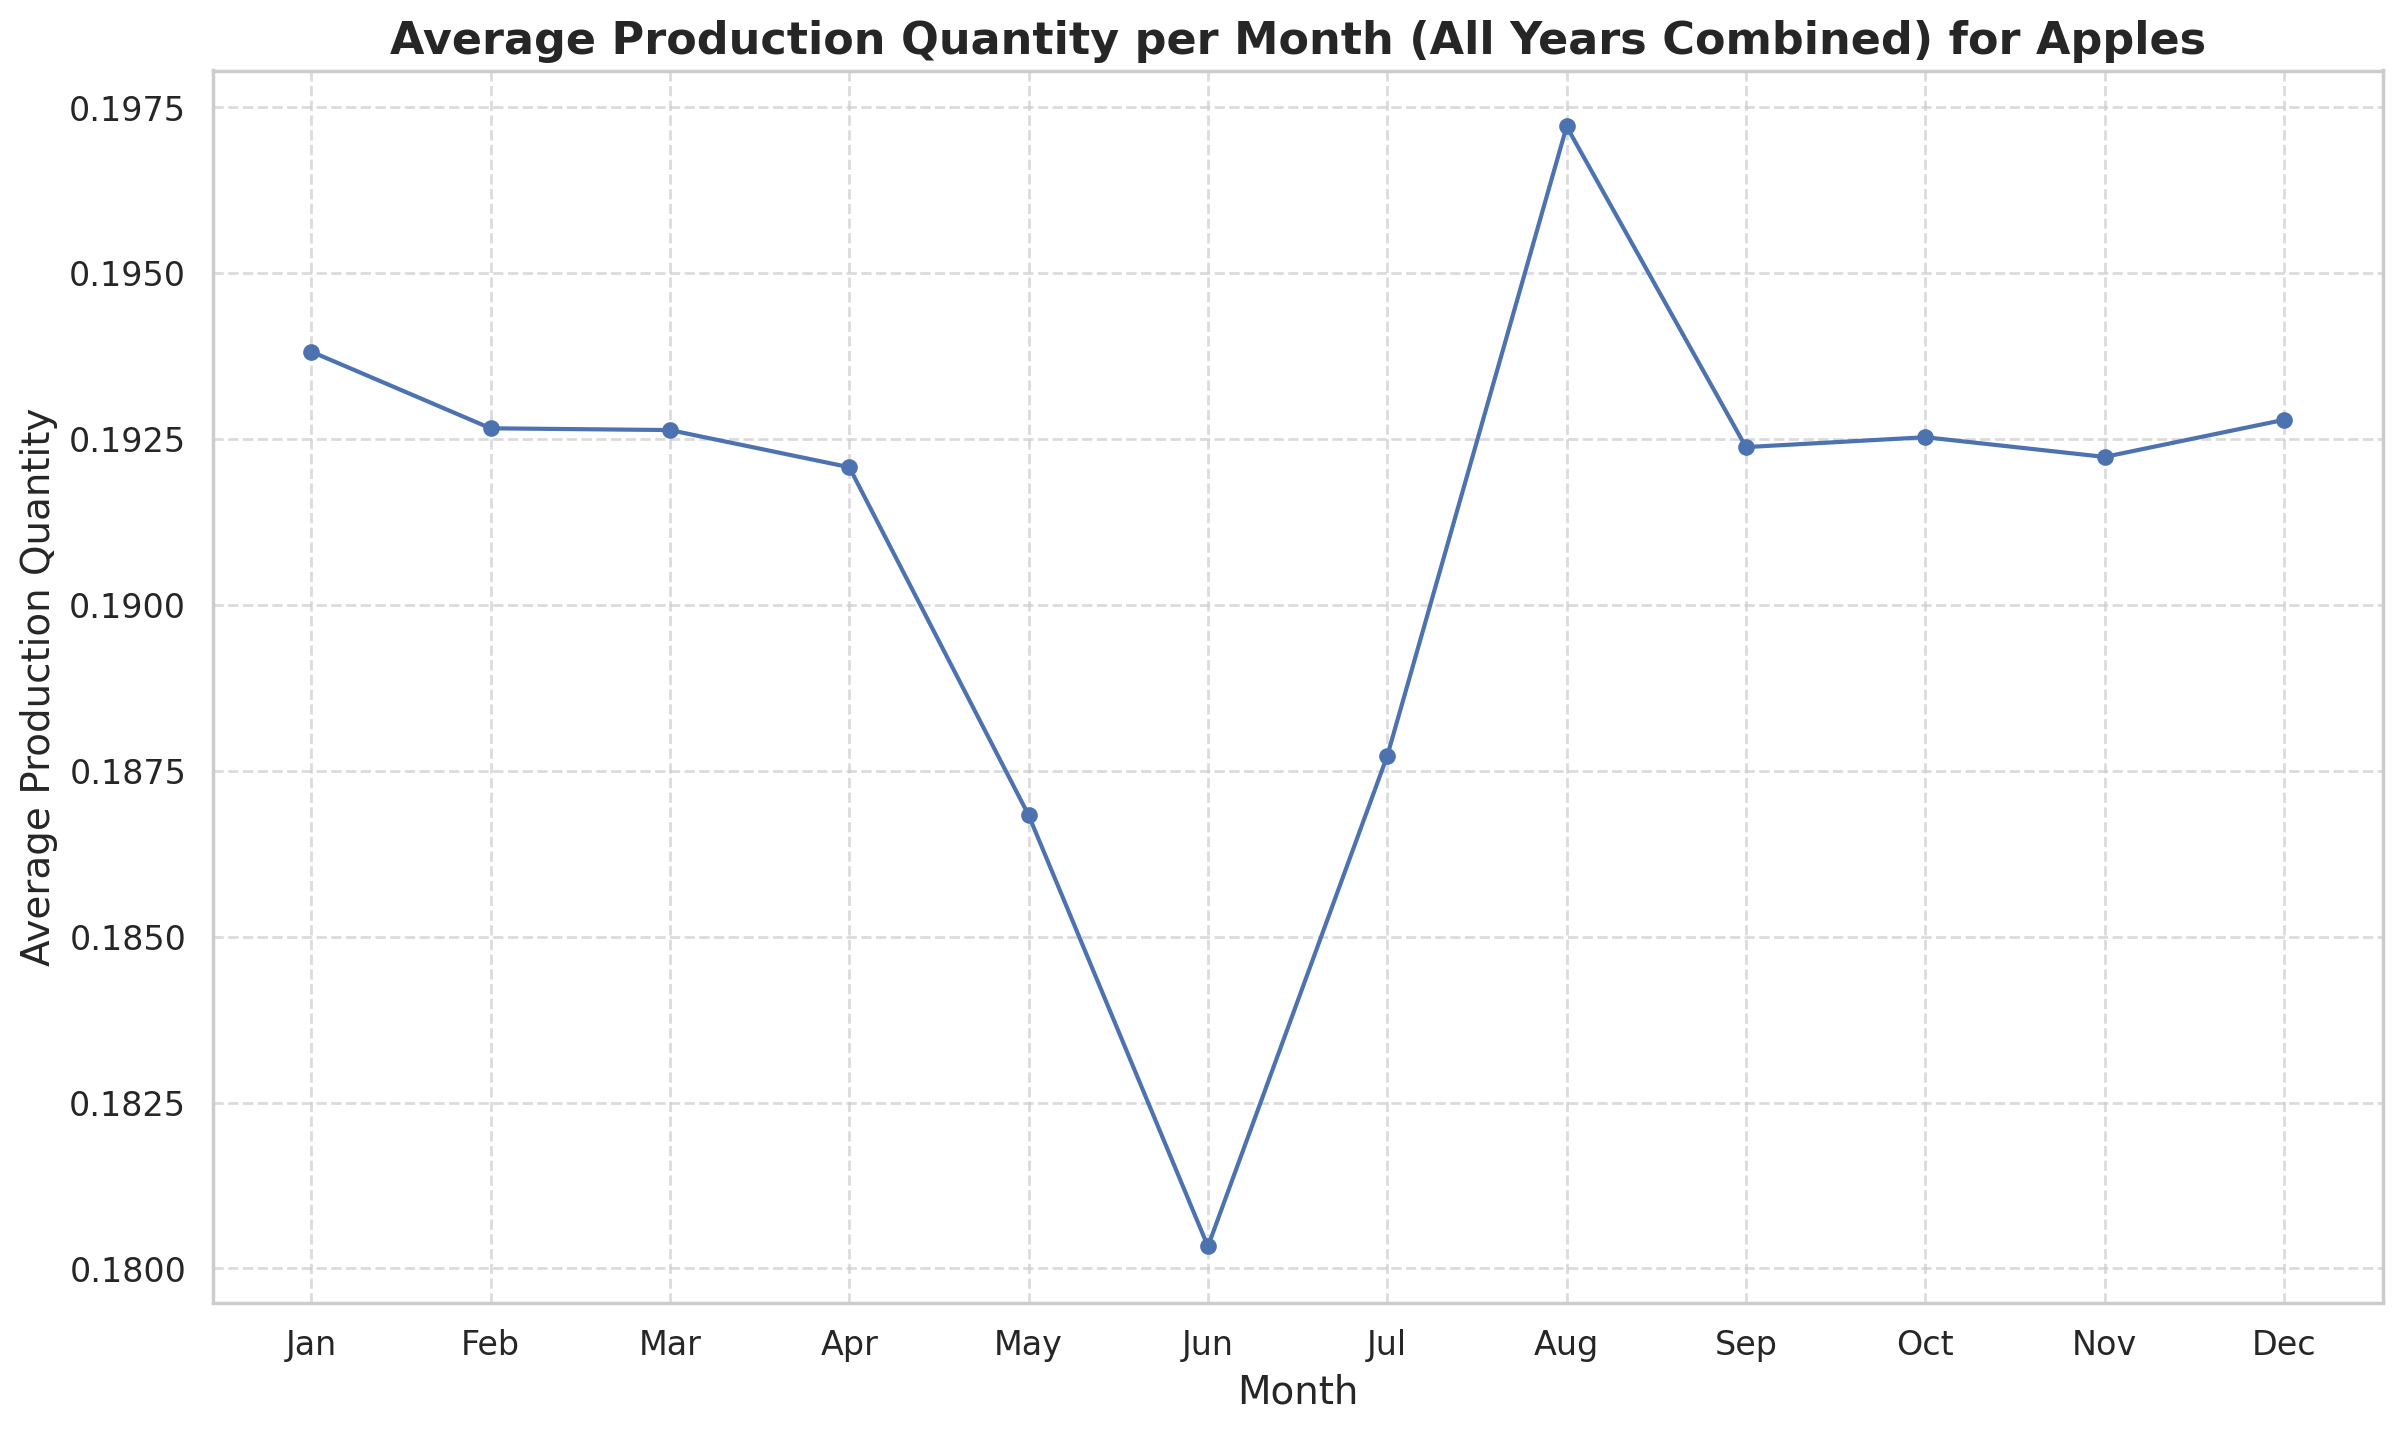 Average Production Quantity per Month (All Years Combined) for Apples
Average Production Quantity
0.1975
0.1950
0.1925
0.1900
0.1875
0.1850
0.1825
0.1800
Jan Feb Mar Apr May Jun Jul Aug Sep Oct Nov Dec
Month